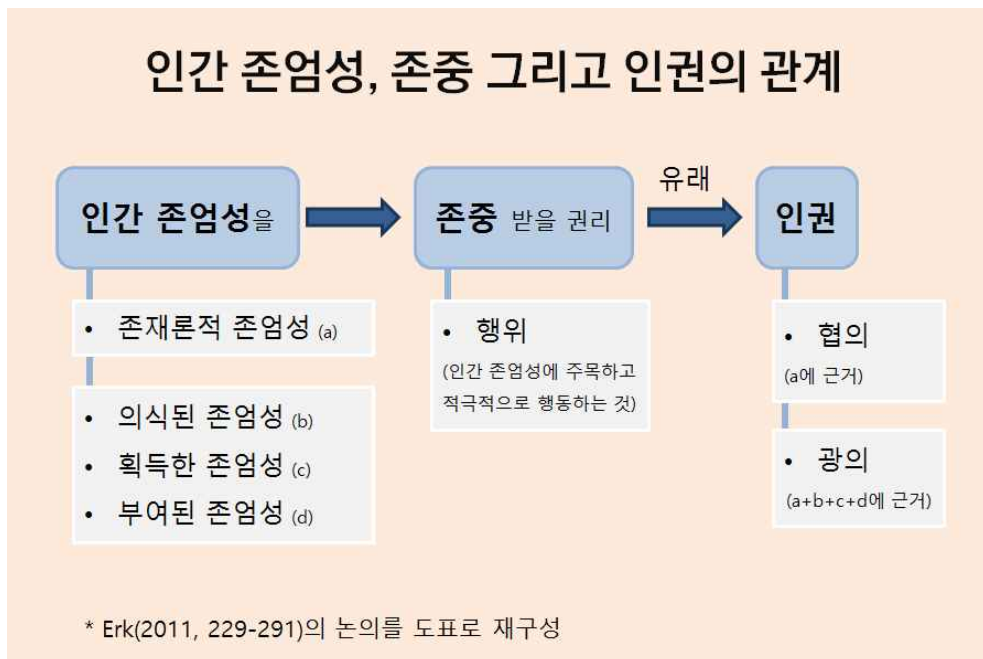 인간 존엄성, 존중 그리고 인권의 관계
인간 존엄성을
존중 받을 권리
유래
인권
• 존재론적 존엄성 (a)
• 의식된 존엄성 (b)
• 획득한 존엄성 (c)
• 부여된 존엄성 (d)
• 행위
(인간 존엄성에 주목하고
적극적으로 행동하는 것)
• 협의
(a에 근거)
• 광의
(a+b+c+d에 근거)
* Erk(2011, 229-291)의 논의를 도표로 재구성